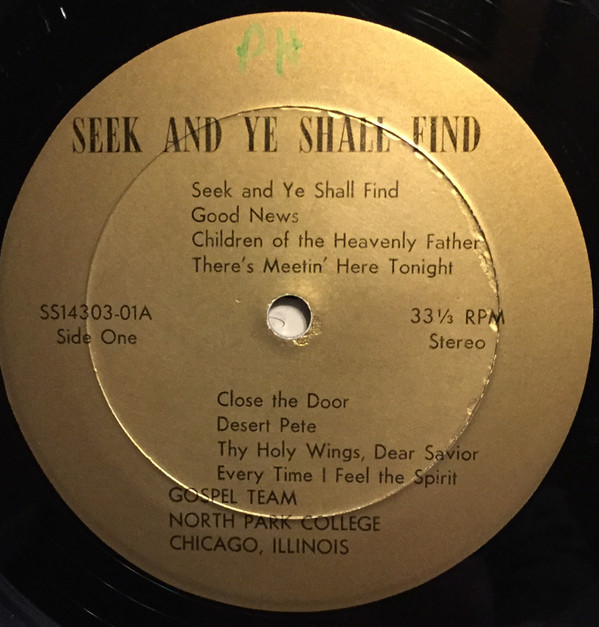 PH
SEEK AND YE SHALL FIND
Seek and Ye Shall Find
Good News
Children of the Heavenly Father
There's Meetin' Here Tonight
SS14303-01A
Side One
33⅓ RPM
Stereo
Close the Door
Desert Pete
Thy Holy Wings, Dear Savior
Every Time I Feel the Spirit
GOSPEL TEAM
NORTH PARK COLLEGE
CHICAGO, ILLINOIS